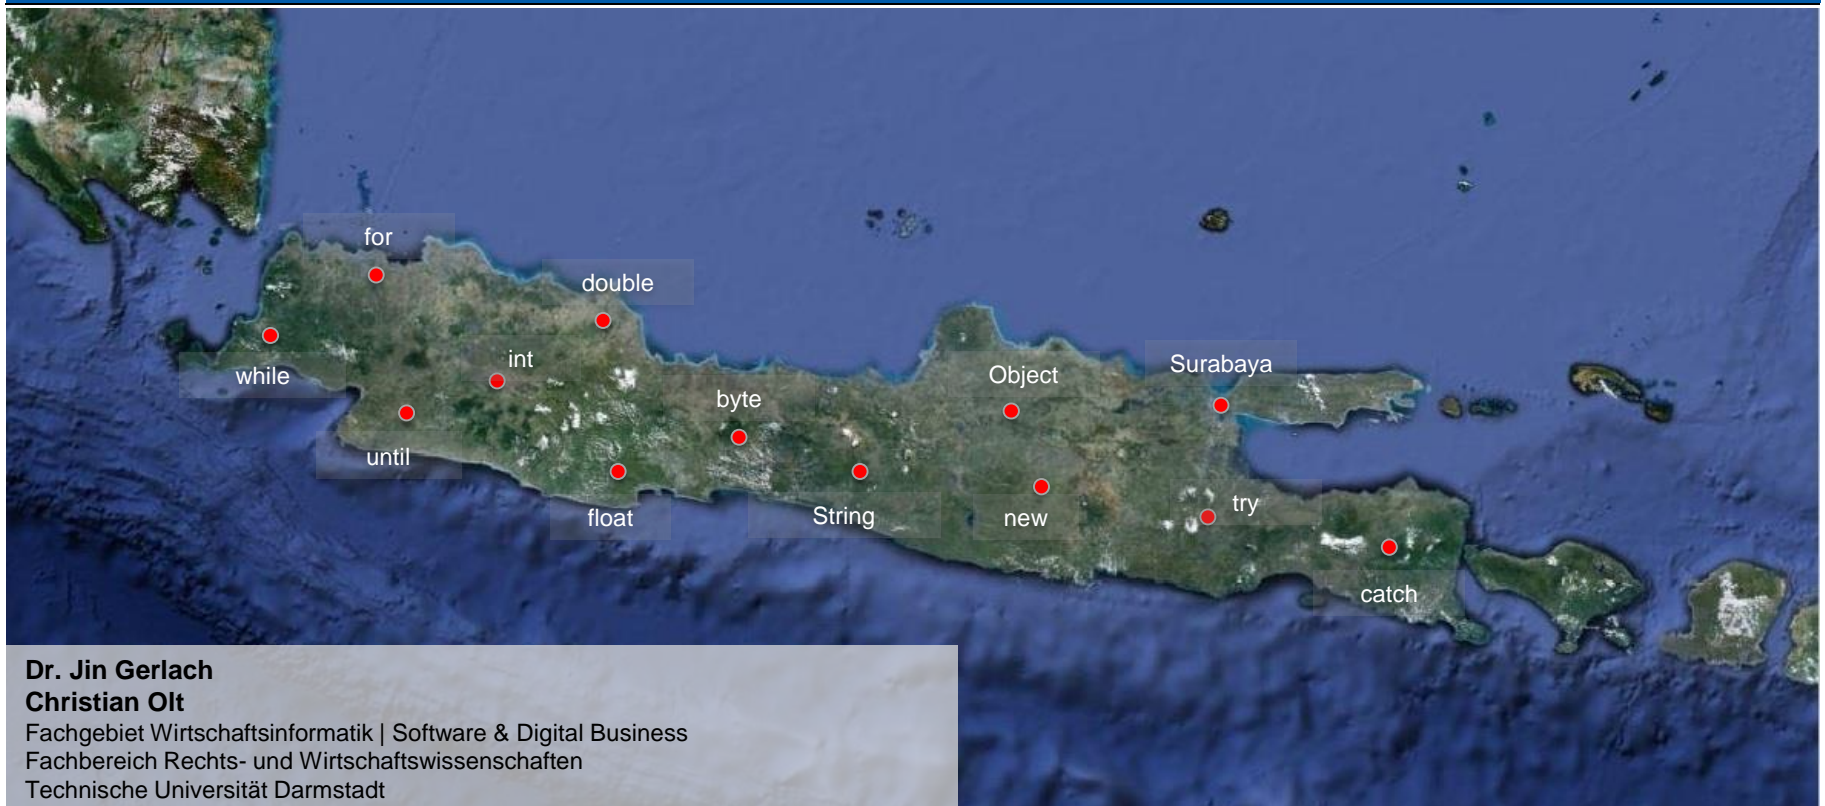 for
double
while
int
until
byte
float
String
Object
new
Surabaya
try
catch
Dr. Jin Gerlach
Christian Olt
Fachgebiet Wirtschaftsinformatik | Software & Digital Business
Fachbereich Rechts- und Wirtschaftswissenschaften
Technische Universität Darmstadt